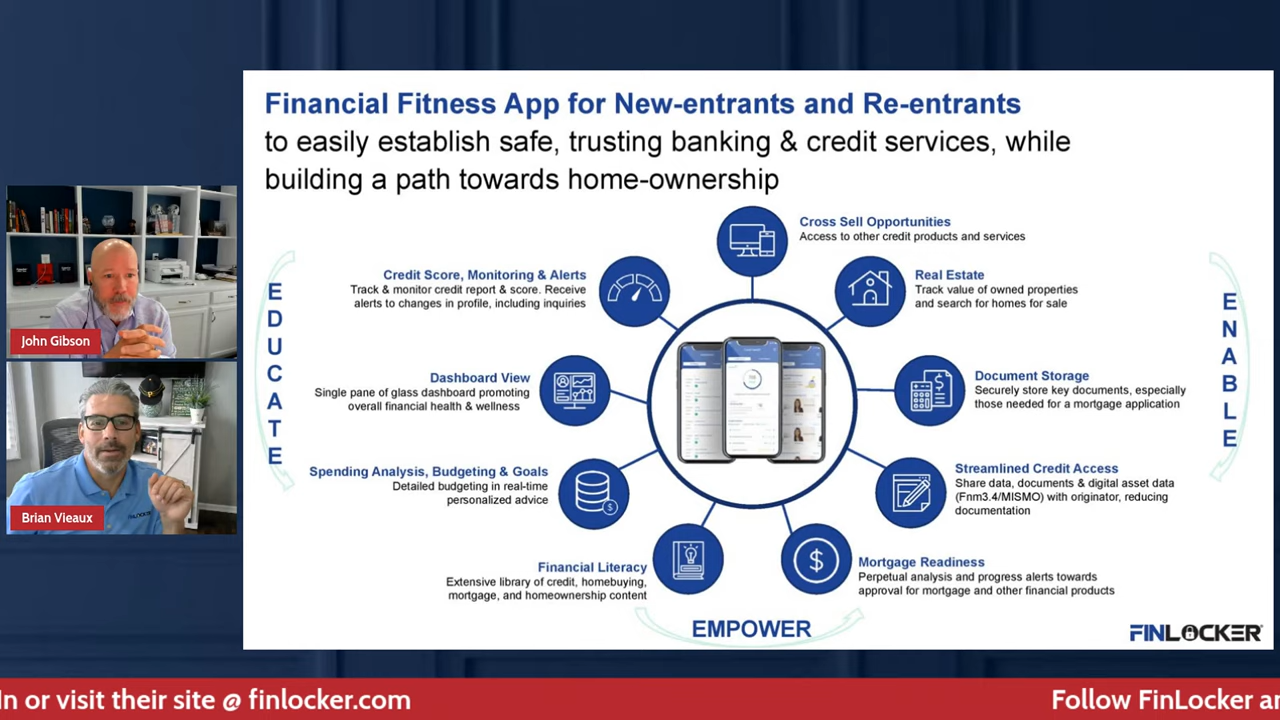 Financial Fitness App for New-entrants and Re-entrants
to easily establish safe, trusting banking & credit services, while
building a path towards home-ownership
Cross Sell Opportunities
Access to other credit products and services
Credit Score, Monitoring & Alerts
Track & monitor credit report & score. Receive
alerts to changes in profile, including inquiries
Real Estate
Track value of owned properties
and search for homes for sale
EDUCATE
ENABLE
John Gibson
Dashboard View
Single pane of glass dashboard promoting
overall financial health & wellness
Document Storage
Securely store key documents, especially
those needed for a mortgage application
Spending Analysis, Budgeting & Goals
Detailed budgeting in real-time
personalized advice
Streamlined Credit Access
Share data, documents & digital asset data
(Fnm3.4/MISMO) with originator, reducing
documentation
Brian Vieaux
Financial Literacy
Extensive library of credit, homebuying,
mortgage, and homeownership content
Mortgage Readiness
Perpetual analysis and progress alerts towards
approval for mortgage and other financial products
EMPOWER
FINLOCKER
In or visit their site @ finlocker.com
Follow FinLocker an